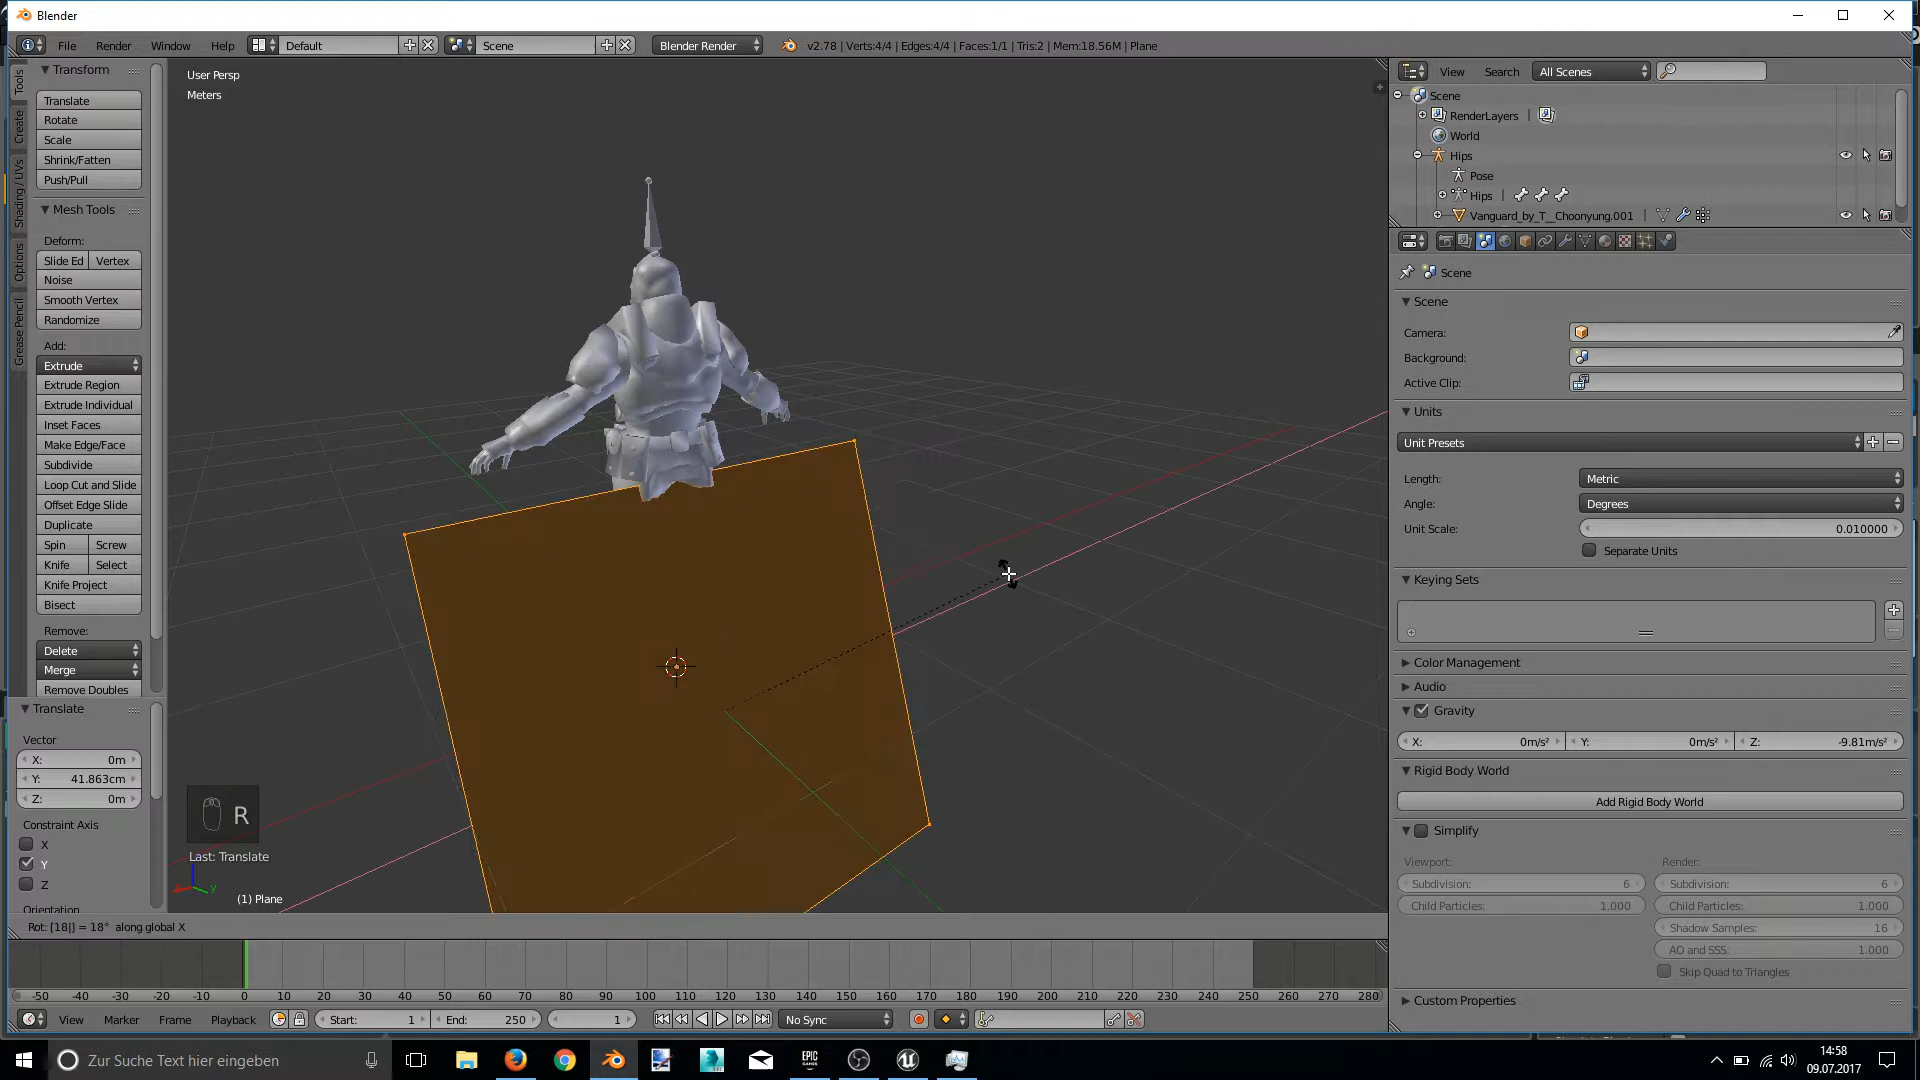 Blender
File Render Window Help Default Scene Blender Render v2.78 | Verts:4/4 | Edges:4/4 | Faces:1/1 | Tris:2 | Mem:18.56M | Plane
Tools
Create
Shading / UVs
Options
Grease Pencil
Transform
Translate
Rotate
Scale
Shrink/Fatten
Push/Pull
Mesh Tools
Deform:
Slide Ed Vertex
Noise
Smooth Vertex
Randomize
Add:
Extrude
Extrude Region
Extrude Individual
Inset Faces
Make Edge/Face
Subdivide
Loop Cut and Slide
Offset Edge Slide
Duplicate
Spin Screw
Knife Select
Knife Project
Bisect
Remove:
Delete
Merge
Remove Doubles
Translate
Vector
X: 0m
Y: 41.863cm
Z: 0m
Constraint Axis
X
Y
Z
Orientation
User Persp
Meters
R
Last: Translate
(1) Plane
Rot: [18|] = 18° along global X
View Search All Scenes
Scene
RenderLayers |
World
Hips
Pose
Hips
Vanguard_by_T__Choonyung.001
Scene
Scene
Camera:
Background:
Active Clip:
Units
Unit Presets
Length: Metric
Angle: Degrees
Unit Scale: 0.010000
Separate Units
Keying Sets
Color Management
Audio
Gravity
X: 0m/s² Y: 0m/s² Z: -9.81m/s²
Rigid Body World
Add Rigid Body World
Simplify
Viewport: Render:
Subdivision: 6 Subdivision: 6
Child Particles: 1.000 Child Particles: 1.000
Shadow Samples: 16
AO and SSS: 1.000
Skip Quad to Triangles
Custom Properties
-50 -40 -30 -20 -10 0 10 20 30 40 50 60 70 80 90 100 110 120 130 140 150 160 170 180 190 200 210 220 230 240 250 260 270 280
View Marker Frame Playback Start: 1 End: 250 1 No Sync
Zur Suche Text hier eingeben
EPIC GAMES
14:58
09.07.2017